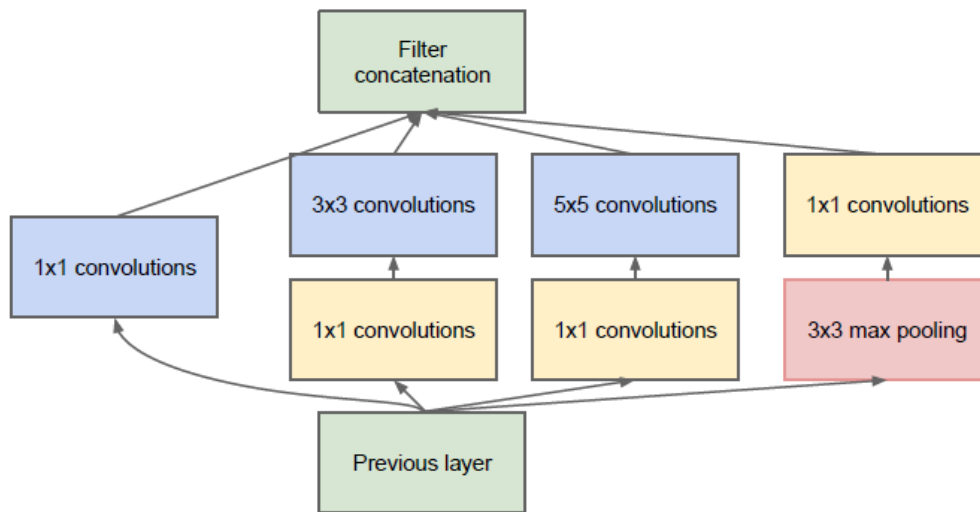 Filter
concatenation
3x3 convolutions
5x5 convolutions
1x1 convolutions
1x1 convolutions
1x1 convolutions
1x1 convolutions
3x3 max pooling
Previous layer